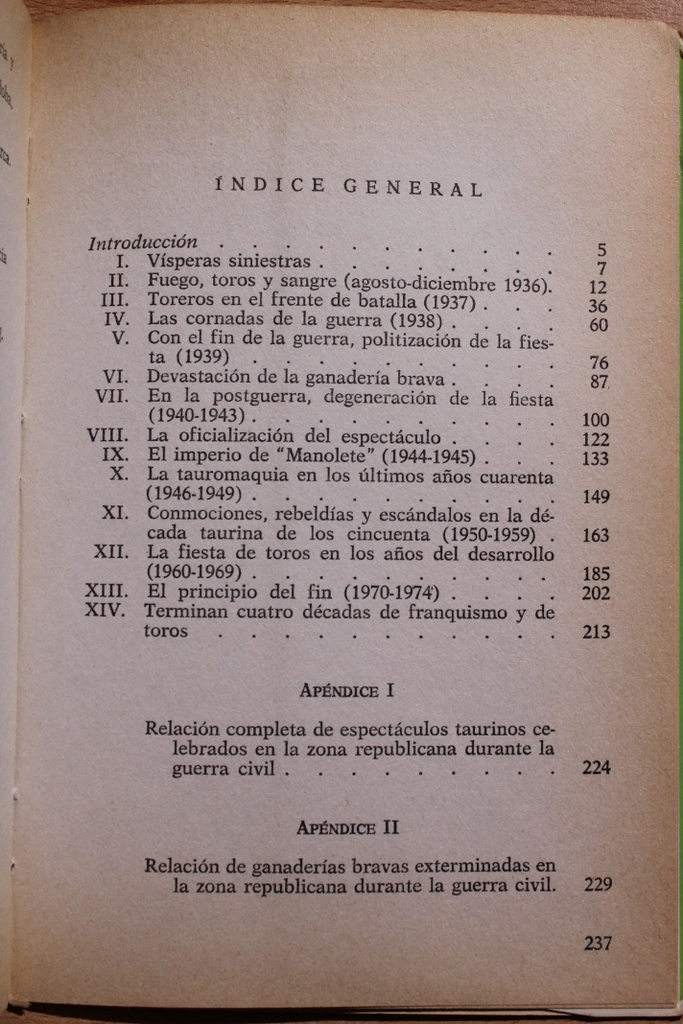 ÍNDICE GENERAL
Introducción . . . . . . . . . . 5
I. Vísperas siniestras . . . . . . . 7
II. Fuego, toros y sangre (agosto-diciembre 1936). 12
III. Toreros en el frente de batalla (1937) . . . 36
IV. Las cornadas de la guerra (1938) . . . . 60
V. Con el fin de la guerra, politización de la fies-
ta (1939) . . . . . . . . . 76
VI. Devastación de la ganadería brava . . . . 87
VII. En la postguerra, degeneración de la fiesta
(1940-1943) . . . . . . . . . 100
VIII. La oficialización del espectáculo . . . . 122
IX. El imperio de "Manolete" (1944-1945) . . . 133
X. La tauromaquia en los últimos años cuarenta
(1946-1949) . . . . . . . . . 149
XI. Conmociones, rebeldías y escándalos en la dé-
cada taurina de los cincuenta (1950-1959) . 163
XII. La fiesta de toros en los años del desarrollo
(1960-1969) . . . . . . . . . 185
XIII. El principio del fin (1970-1974) . . . . 202
XIV. Terminan cuatro décadas de franquismo y de
toros . . . . . . . . . . 213
APÉNDICE I
Relación completa de espectáculos taurinos ce-
lebrados en la zona republicana durante la
guerra civil . . . . . . . . 224
APÉNDICE II
Relación de ganaderías bravas exterminadas en
la zona republicana durante la guerra civil. 229
237